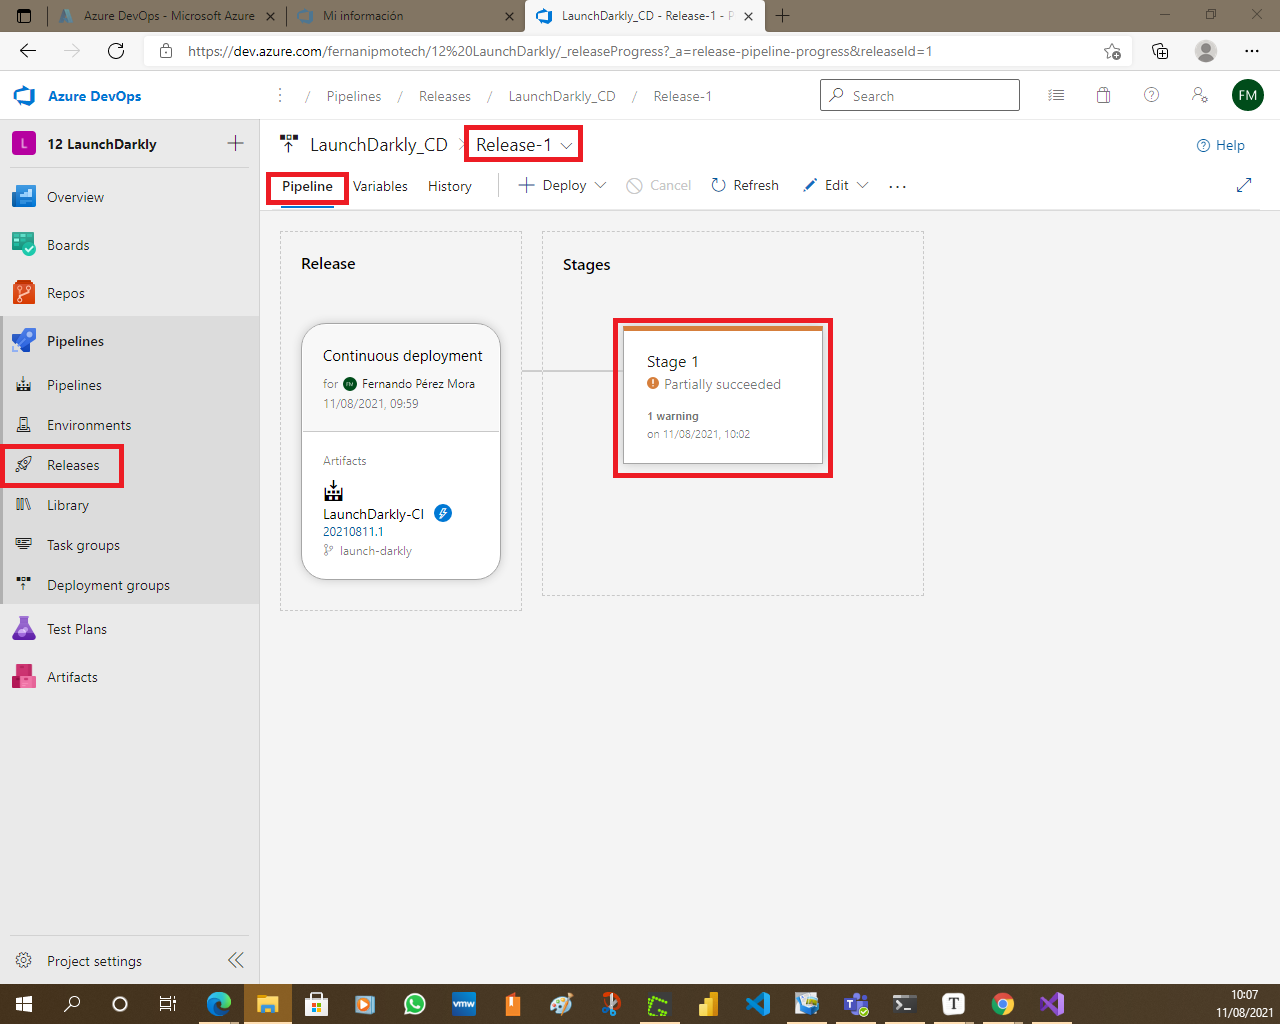 Azure DevOps - Microsoft Azure
Mi información
LaunchDarkly_CD - Release-1 - P
https://dev.azure.com/fernanipmotech/12%20LaunchDarkly/_releaseProgress?_a=release-pipeline-progress&releaseId=1
Azure DevOps
/ Pipelines / Releases / LaunchDarkly_CD / Release-1
Search
FM
L 12 LaunchDarkly
LaunchDarkly_CD > Release-1
Help
Pipeline Variables History
Deploy Cancel Refresh Edit
Overview
Boards
Repos
Pipelines
Pipelines
Environments
Releases
Library
Task groups
Deployment groups
Test Plans
Artifacts
Project settings
Release
Continuous deployment
for FM Fernando Pérez Mora
11/08/2021, 09:59
Artifacts
LaunchDarkly-CI
20210811.1
launch-darkly
Stages
Stage 1
Partially succeeded
1 warning
on 11/08/2021, 10:02
vmw
T
10:07
11/08/2021